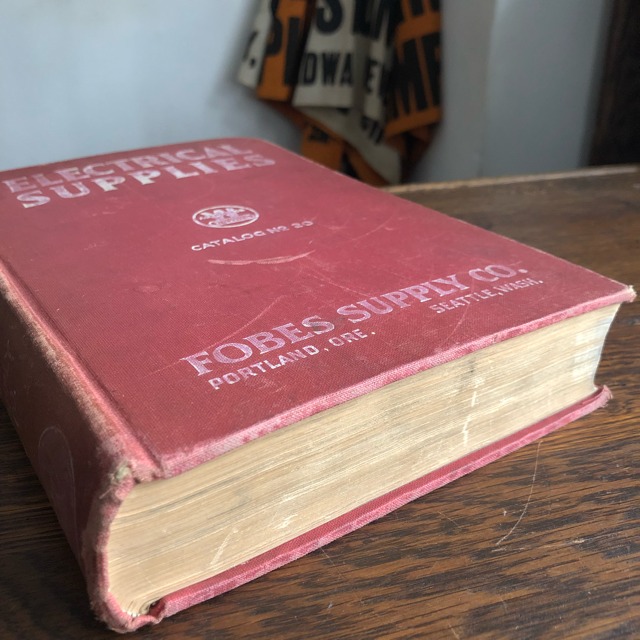 ELECTRICAL
SUPPLIES
CATALOG No. 20
FOBES SUPPLY CO.
PORTLAND, ORE.
SEATTLE, WASH.